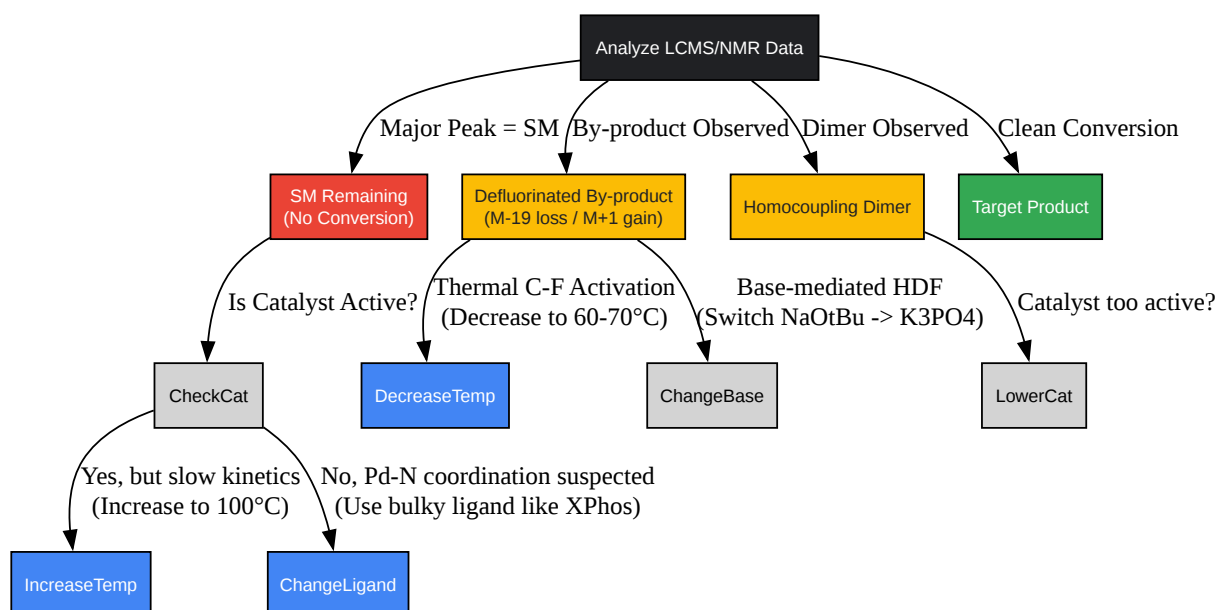 Analyze LCMS/NMR Data
Major Peak = SM
By-product Observed
Dimer Observed
Clean Conversion
SM Remaining
(No Conversion)
Defluorinated By-product
(M-19 loss / M+1 gain)
Homocoupling Dimer
Target Product
Is Catalyst Active?
Thermal C-F Activation
(Decrease to 60-70°C)
Base-mediated HDF
(Switch NaOtBu -> K3PO4)
Catalyst too active?
CheckCat
DecreaseTemp
ChangeBase
LowerCat
Yes, but slow kinetics
(Increase to 100°C)
No, Pd-N coordination suspected
(Use bulky ligand like XPhos)
IncreaseTemp
ChangeLigand